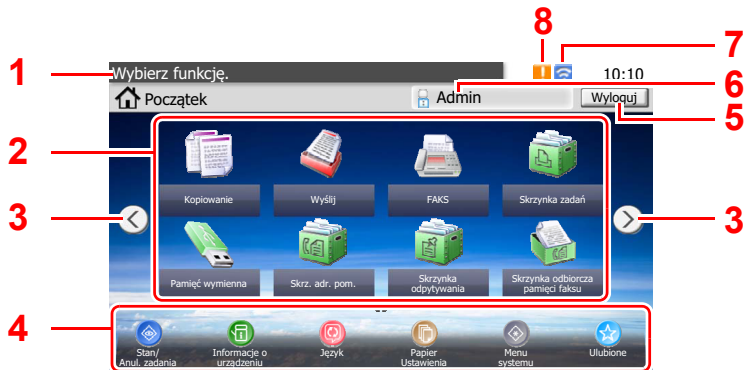 8
7
1
Wybierz funkcję.
10:10
6
Początek
Admin
Wyloguj
5
2
Kopiowanie
Wyślij
FAKS
Skrzynka zadań
3
3
Pamięć wymienna
Skrz. adr. pom.
Skrzynka
odpytywania
Skrzynka odbiorcza
pamięci faksu
4
Stan/
Anul. zadania
Informacje o
urządzeniu
Język
Papier
Ustawienia
Menu
systemu
Ulubione